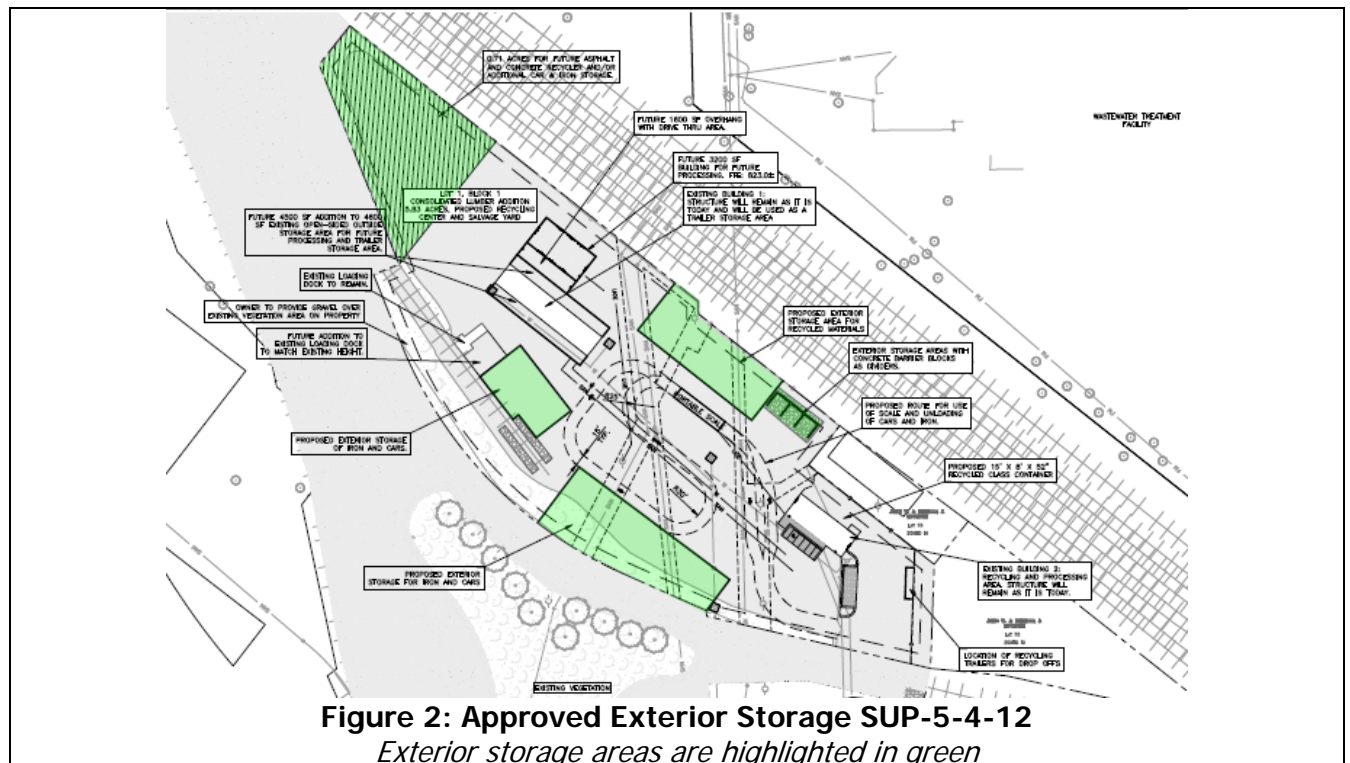 0.71 ACRES FOR FUTURE ASPHALT
AND CONCRETE RECYCLER AND/OR
ADDITIONAL CAR & IRON STORAGE.
WASTEWATER TREATMENT
FACILITY
FUTURE 1600 SF OVERHANG
WITH DRIVE THRU AREA.
FUTURE 3200 SF
BUILDING FOR FUTURE
PROCESSING. FFE: 823.0±
EXISTING BUILDING 1:
STRUCTURE WILL REMAIN AS IT IS
TODAY AND WILL BE USED AS A
TRAILER STORAGE AREA
LOT 1, BLOCK 1
CONSOLIDATED LUMBER ADDITION
5.83 ACRES, PROPOSED RECYCLING
CENTER AND SALVAGE YARD
FUTURE 4500 SF ADDITION TO 4800
SF EXISTING OPEN-SIDED OUTSIDE
STORAGE AREA FOR FUTURE
PROCESSING AND TRAILER
STORAGE AREA.
EXISTING LOADING
DOCK TO REMAIN.
OWNER TO PROVIDE GRAVEL OVER
EXISTING VEGETATION AREA ON PROPERTY
FUTURE ADDITION TO
EXISTING LOADING DOCK
TO MATCH EXISTING HEIGHT.
PROPOSED EXTERIOR
STORAGE AREA FOR
RECYCLED MATERIALS
EXTERIOR STORAGE AREAS WITH
CONCRETE BARRIER BLOCKS
AS DIVIDERS.
PROPOSED ROUTE FOR USE
OF SCALE AND UNLOADING
OF CARS AND IRON.
PROPOSED EXTERIOR STORAGE
OF IRON AND CARS.
PROPOSED 15' X 8' X 52"
RECYCLED GLASS CONTAINER
PROPOSED EXTERIOR
STORAGE FOR IRON AND CARS
EXISTING BUILDING 2:
RECYCLING AND PROCESSING
AREA. STRUCTURE WILL
REMAIN AS IT IS TODAY.
LOCATION OF RECYCLING
TRAILERS FOR DROP OFFS
EXISTING VEGETATION
Figure 2: Approved Exterior Storage SUP-5-4-12
Exterior storage areas are highlighted in green